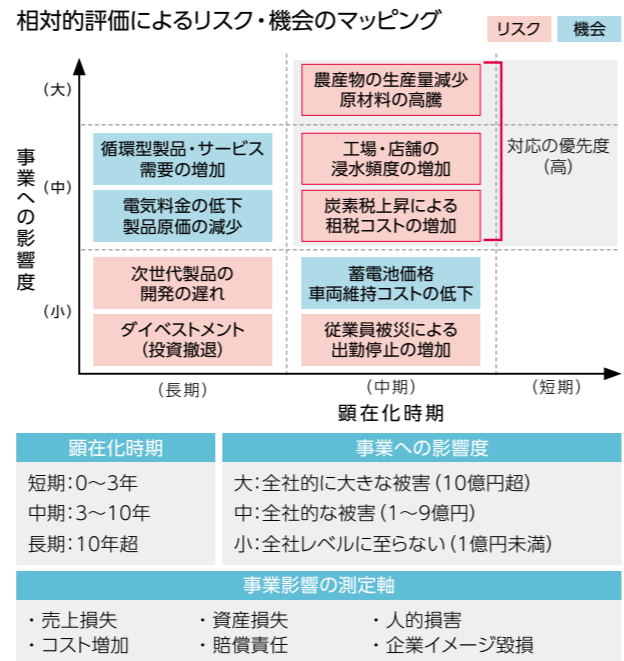 相対的評価によるリスク・機会のマッピング
リスク
機会
事業への影響度
(大)
(中)
(小)
農産物の生産量減少
原材料の高騰
循環型製品・サービス
需要の増加
工場・店舗の
浸水頻度の増加
対応の優先度
(高)
電気料金の低下
製品原価の減少
炭素税上昇による
租税コストの増加
次世代製品の
開発の遅れ
蓄電池価格
車両維持コストの低下
ダイベストメント
(投資撤退)
従業員被災による
出勤停止の増加
(長期)
(中期)
(短期)
顕在化時期
顕在化時期
短期：0〜3年
中期：3〜10年
長期：10年超
事業への影響度
大：全社的に大きな被害(10億円超)
中：全社的な被害(1〜9億円)
小：全社レベルに至らない(1億円未満)
事業影響の測定軸
・売上損失
・資産損失
・人的損害
・コスト増加
・賠償責任
・企業イメージ毀損